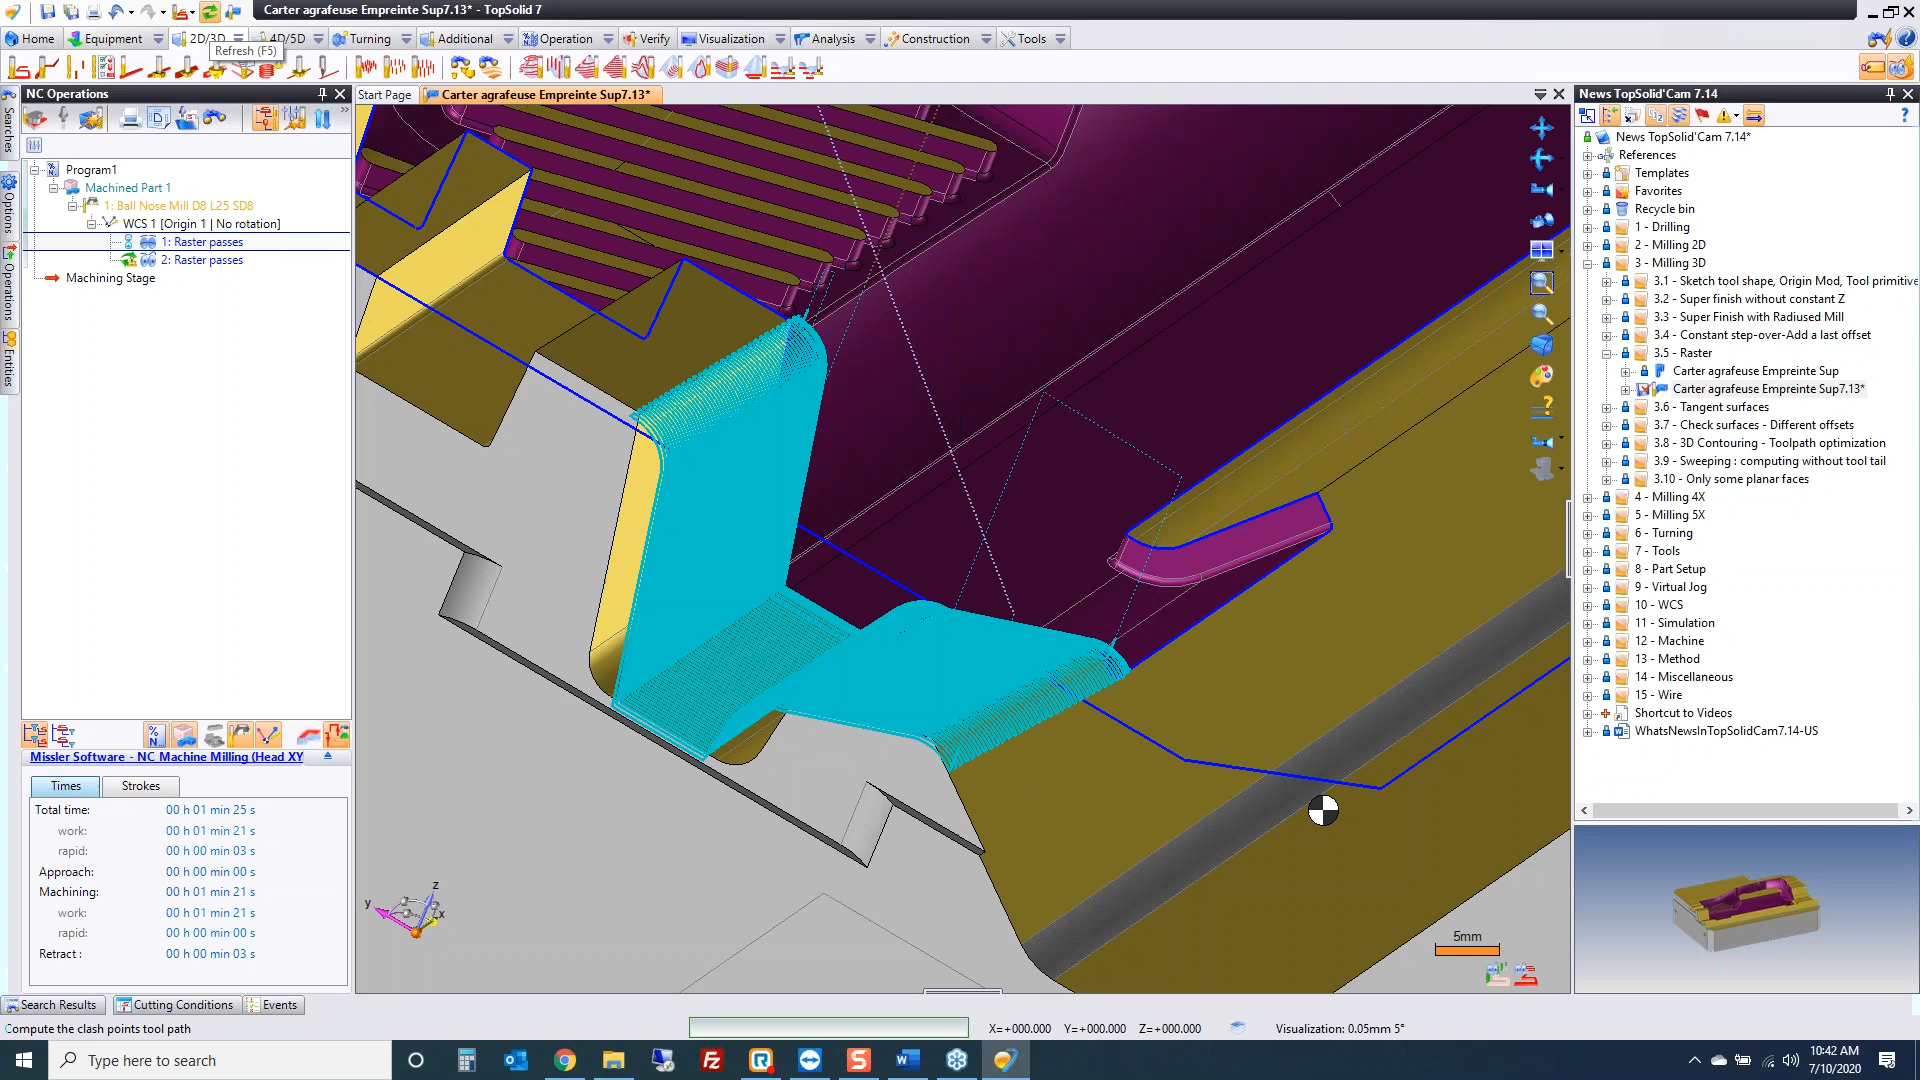 Carter agrafeuse Empreinte Sup7.13* - TopSolid 7
Home
Equipment
2D/3D
4D/5D
Turning
Additional
Operation
Verify
Visualization
Analysis
Construction
Tools
Refresh (F5)
NC Operations
Start Page
Carter agrafeuse Empreinte Sup7.13*
News TopSolid'Cam 7.14
Searches
Options
Operations
Entities
Program1
Machined Part 1
1: Ball Nose Mill D8 L25 SD8
WCS 1 [Origin 1 | No rotation]
1: Raster passes
2: Raster passes
Machining Stage
News TopSolid'Cam 7.14*
References
Templates
Favorites
Recycle bin
1 - Drilling
2 - Milling 2D
3 - Milling 3D
3.1 - Sketch tool shape, Origin Mod, Tool primitive
3.2 - Super finish without constant Z
3.3 - Super Finish with Radiused Mill
3.4 - Constant step-over-Add a last offset
3.5 - Raster
Carter agrafeuse Empreinte Sup
Carter agrafeuse Empreinte Sup7.13*
3.6 - Tangent surfaces
3.7 - Check surfaces - Different offsets
3.8 - 3D Contouring - Toolpath optimization
3.9 - Sweeping : computing without tool tail
3.10 - Only some planar faces
4 - Milling 4X
5 - Milling 5X
6 - Turning
7 - Tools
8 - Part Setup
9 - Virtual Jog
10 - WCS
11 - Simulation
12 - Machine
13 - Method
14 - Miscellaneous
15 - Wire
Shortcut to Videos
WhatsNewsInTopSolidCam7.14-US
Missler Software - NC Machine Milling (Head XY
Times
Strokes
Total time: 00 h 01 min 25 s
work: 00 h 01 min 21 s
rapid: 00 h 00 min 03 s
Approach: 00 h 00 min 00 s
Machining: 00 h 01 min 21 s
work: 00 h 01 min 21 s
rapid: 00 h 00 min 00 s
Retract : 00 h 00 min 03 s
z
y
x
5mm
Search Results
Cutting Conditions
Events
Compute the clash points tool path
X=+000.000 Y=+000.000 Z=+000.000
Visualization: 0.05mm 5°
Type here to search
10:42 AM
7/10/2020